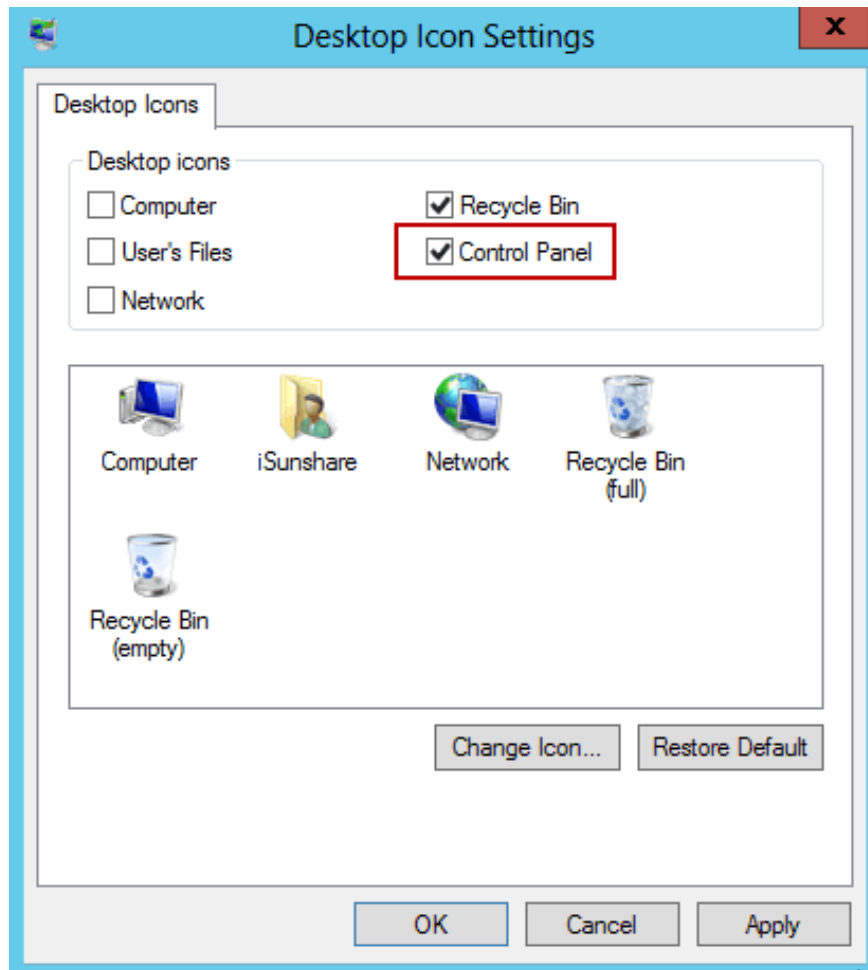 Desktop Icon Settings
x
Desktop Icons
Desktop icons
Computer
Recycle Bin
User's Files
Control Panel
Network
Computer
iSunshare
Network
Recycle Bin
(full)
Recycle Bin
(empty)
Change Icon...
Restore Default
OK
Cancel
Apply